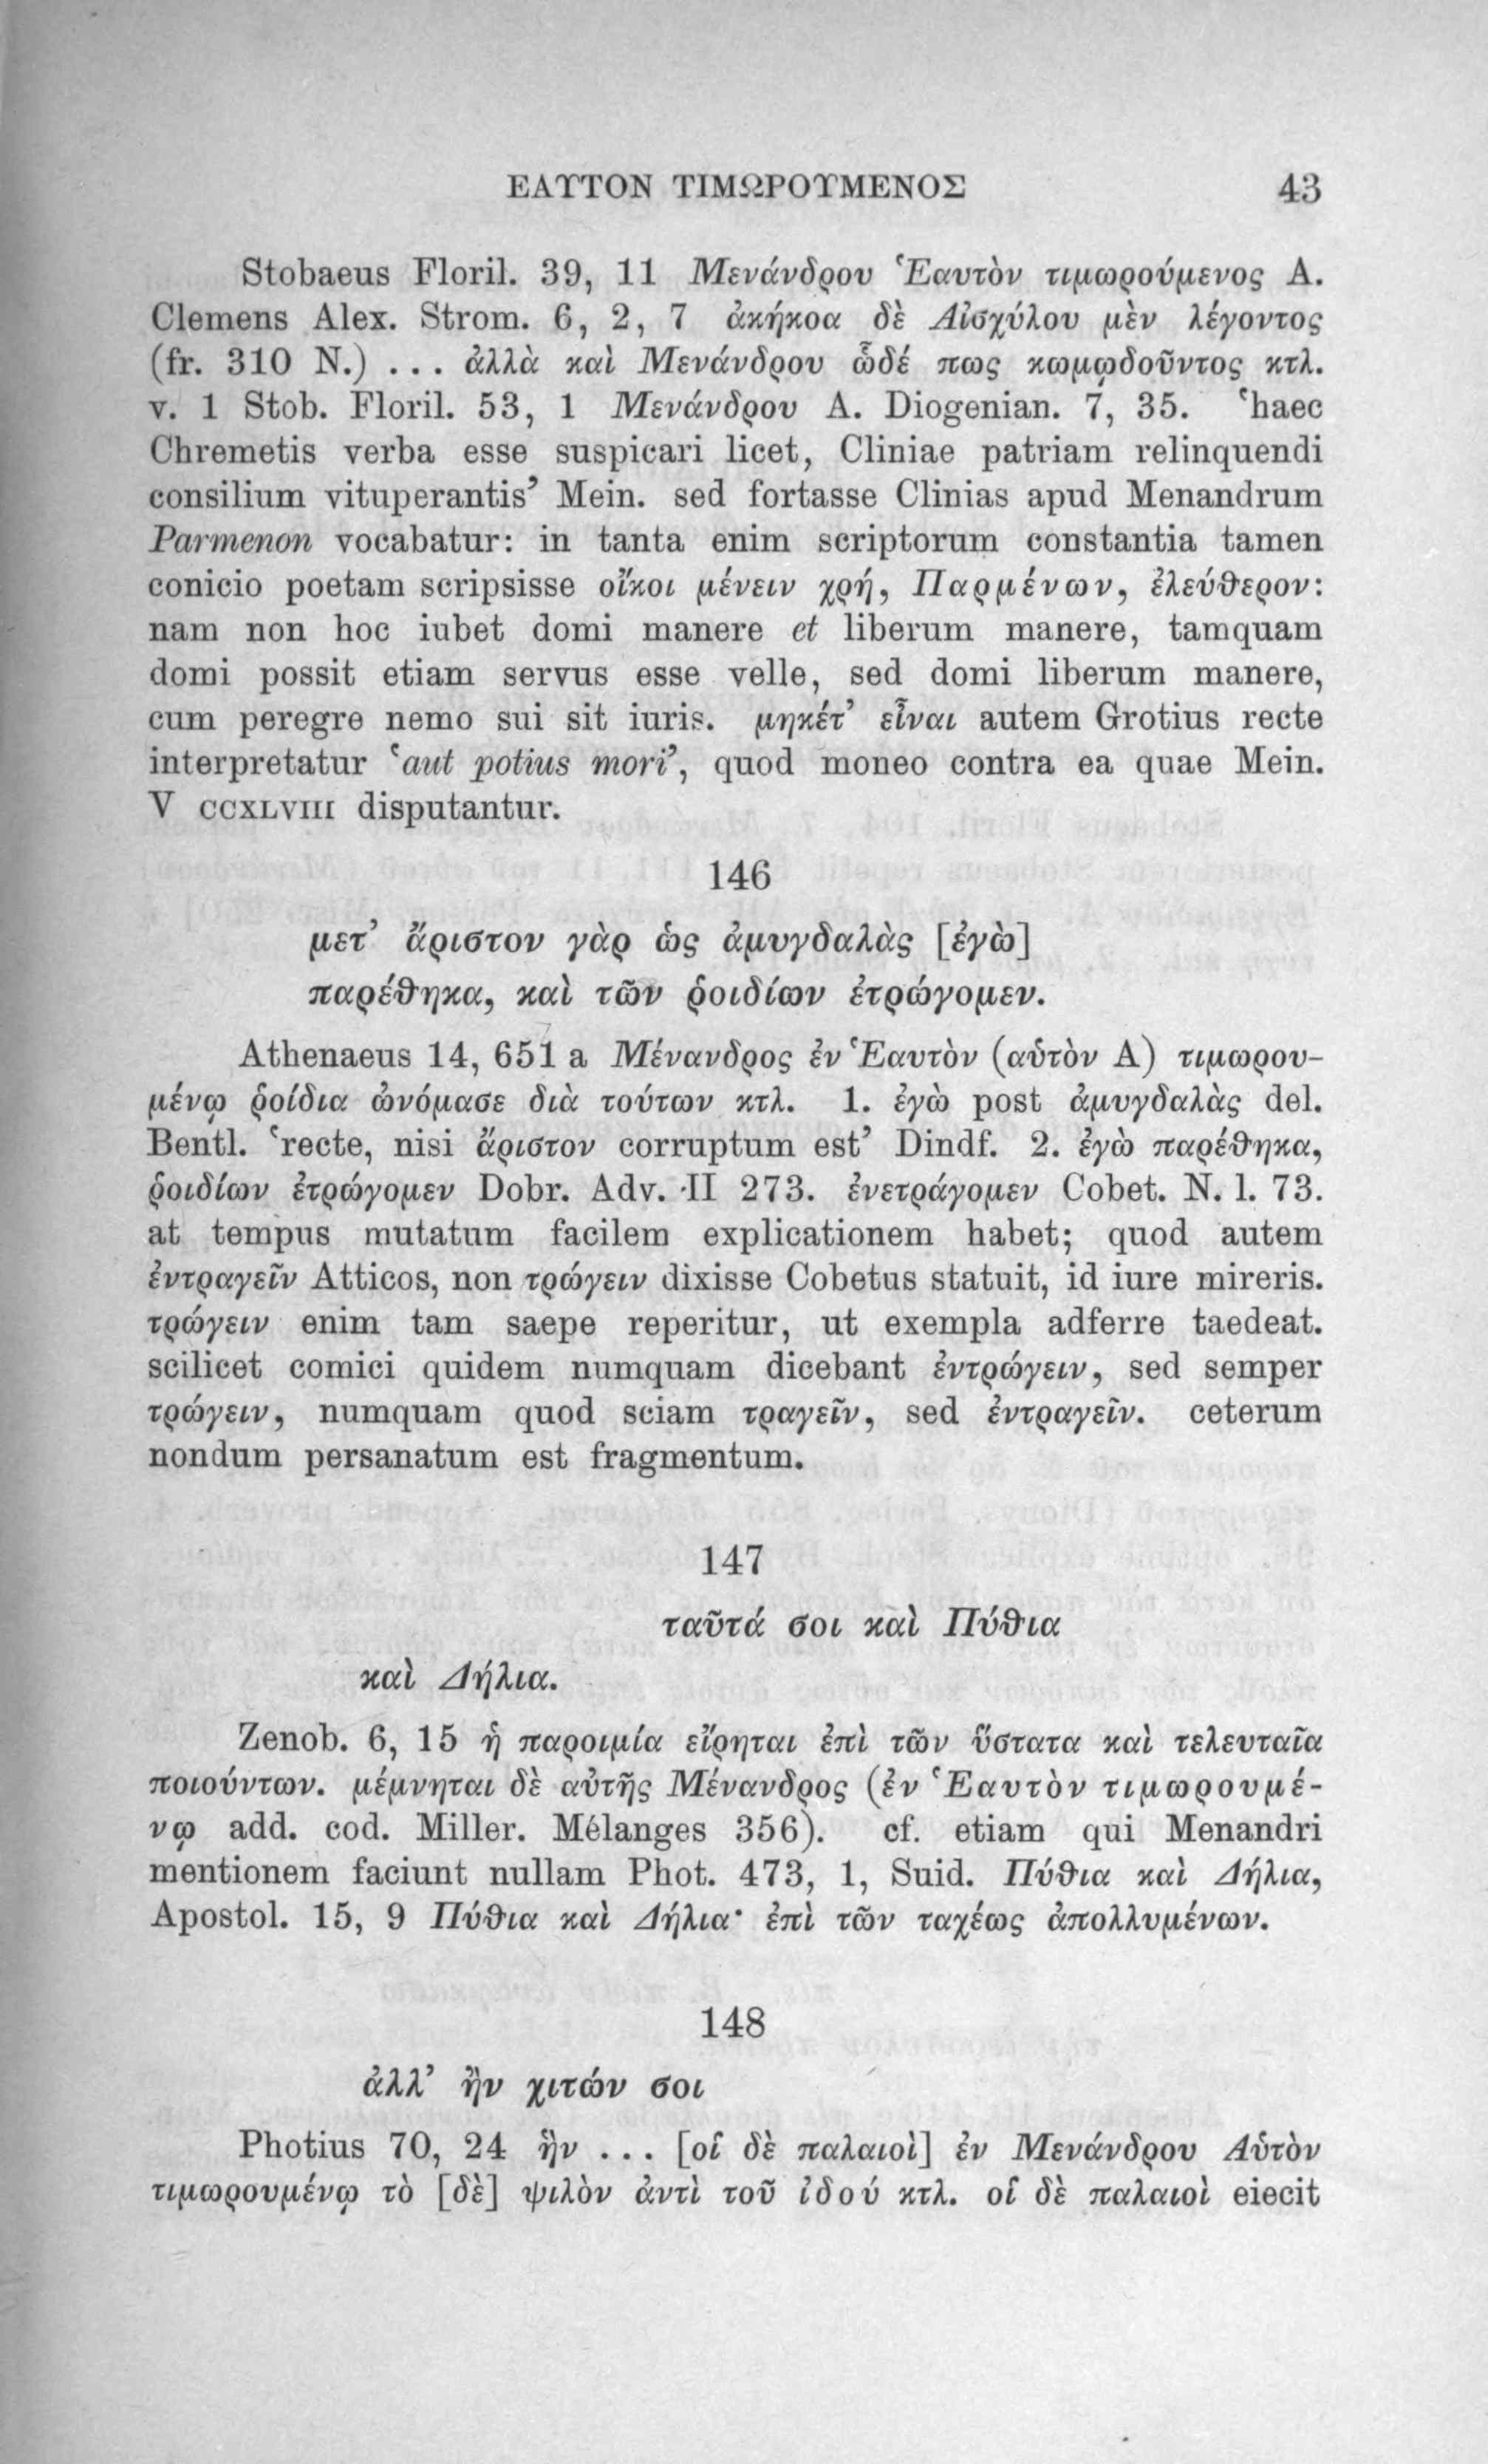 ΕΑΥΤΟΝ ΤΙΜΩΡΟΥΜΕΝΟΣ 43
Stobaeus Floril. 39, 11 Μενάνδρου Ἑαυτὸν τιμωρούμενος A.
Clemens Alex. Strom. 6, 2, 7 ἀκήκοα δὲ Αἰσχύλου μὲν λέγοντος
(fr. 310 N.) ... ἀλλὰ καὶ Μενάνδρου ὧδέ πως κωμῳδοῦντος κτλ.
v. 1 Stob. Floril. 53, 1 Μενάνδρου A. Diogenian. 7, 35. ‘haec
Chremetis verba esse suspicari licet, Cliniae patriam relinquendi
consilium vituperantis’ Mein. sed fortasse Clinias apud Menandrum
Parmenon vocabatur: in tanta enim scriptorum constantia tamen
conicio poetam scripsisse οἴκοι μένειν χρή, Παρμένων, ἐλεύθερον:
nam non hoc iubet domi manere et liberum manere, tamquam
domi possit etiam servus esse velle, sed domi liberum manere,
cum peregre nemo sui sit iuris. μηκέτ’ εἶναι autem Grotius recte
interpretatur ‘aut potius mori’, quod moneo contra ea quae Mein.
V CCXLVIII disputantur.
146
μετ’ ἄριστον γὰρ ὡς ἀμυγδαλὰς [ἐγὼ]
παρέθηκα, καὶ τῶν ῥοιδίων ἐτρώγομεν.
Athenaeus 14, 651 a Μένανδρος ἐν Ἑαυτὸν (αὑτὸν A) τιμωρου-
μένῳ ῥοίδια ὠνόμασε διὰ τούτων κτλ. 1. ἐγὼ post ἀμυγδαλὰς del.
Bentl. ‘recte, nisi ἄριστον corruptum est’ Dindf. 2. ἐγὼ παρέθηκα,
ῥοιδίων ἐτρώγομεν Dobr. Adv. II 273. ἐνετράγομεν Cobet. N. l. 73.
at tempus mutatum facilem explicationem habet; quod autem
ἐντραγεῖν Atticos, non τρώγειν dixisse Cobetus statuit, id iure mireris.
τρώγειν enim tam saepe reperitur, ut exempla adferre taedeat.
scilicet comici quidem numquam dicebant ἐντρώγειν, sed semper
τρώγειν, numquam quod sciam τραγεῖν, sed ἐντραγεῖν. ceterum
nondum persanatum est fragmentum.
147
ταῦτά σοι καὶ Πύθια
καὶ Δήλια.
Zenob. 6, 15 ἡ παροιμία εἴρηται ἐπὶ τῶν ὕστατα καὶ τελευταῖα
ποιούντων. μέμνηται δὲ αὐτῆς Μένανδρος (ἐν Ἑαυτὸν τιμωρουμέ-
νῳ add. cod. Miller. Mélanges 356). cf. etiam qui Menandri
mentionem faciunt nullam Phot. 473, 1, Suid. Πύθια καὶ Δήλια,
Apostol. 15, 9 Πύθια καὶ Δήλια· ἐπὶ τῶν ταχέως ἀπολλυμένων.
148
ἀλλ’ ἢν χιτών σοι
Photius 70, 24 ἢν ... [οἱ δὲ παλαιοὶ] ἐν Μενάνδρου Αὑτὸν
τιμωρουμένῳ τὸ [δὲ] ψιλὸν ἀντὶ τοῦ ἰδού κτλ. οἱ δὲ παλαιοὶ eiecit